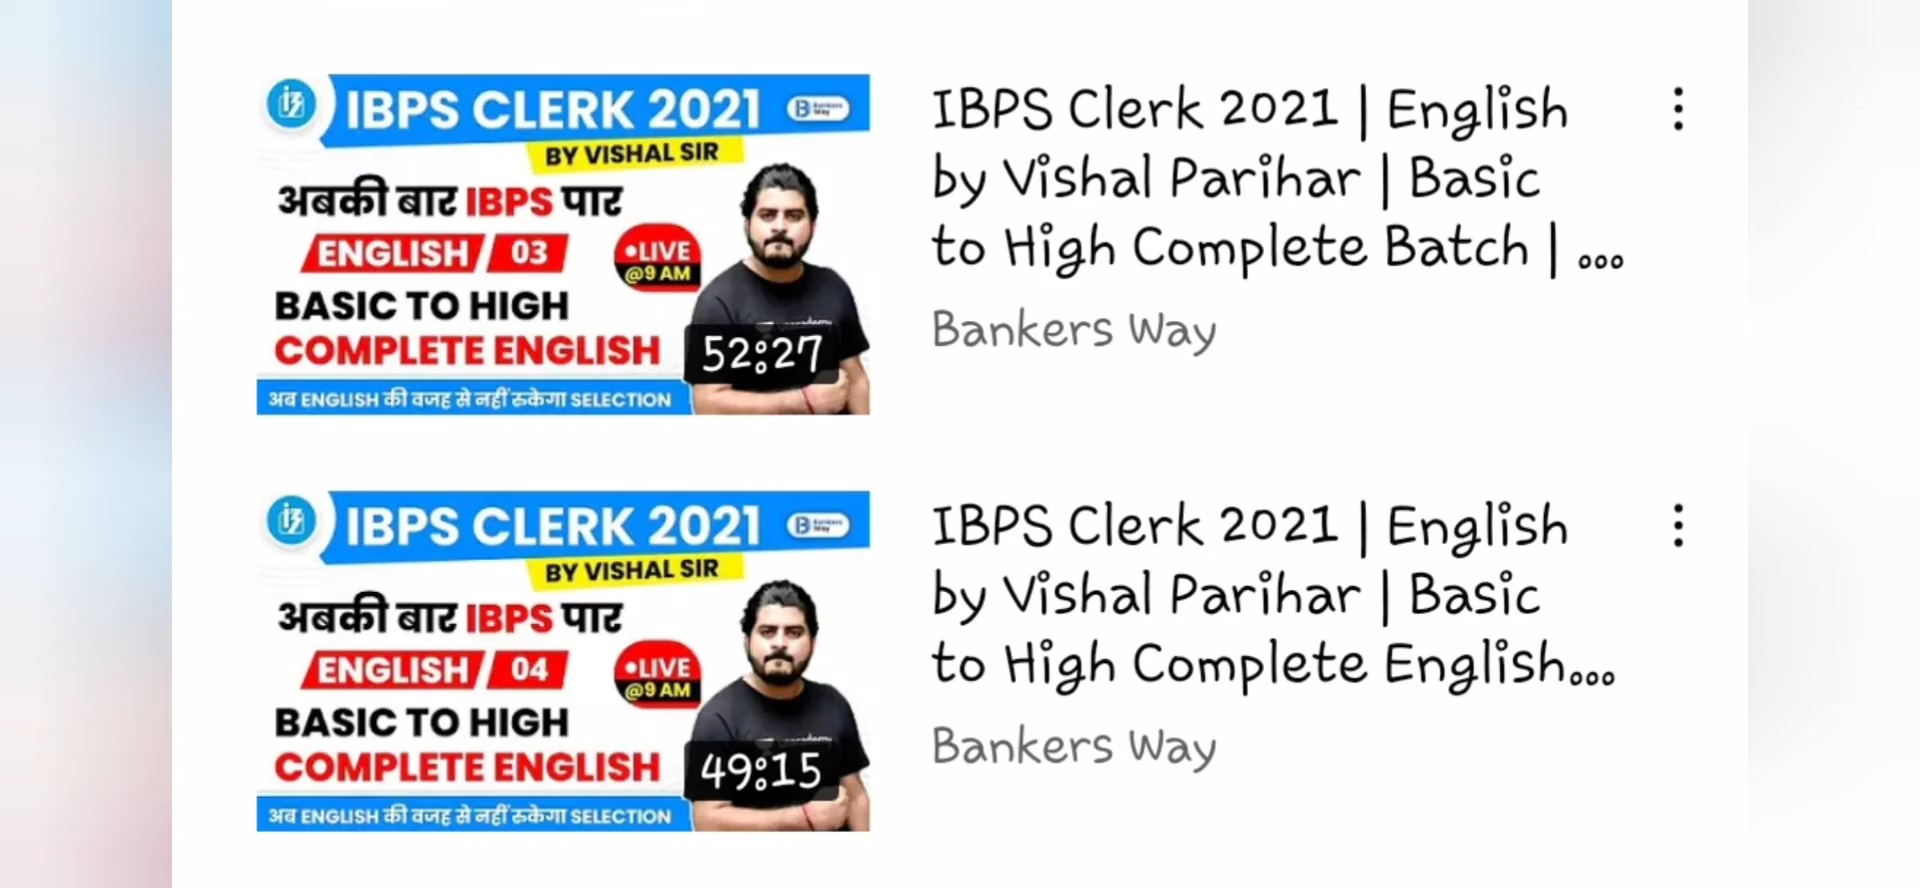 IBPS CLERK 2021
Bankers Way
BY VISHAL SIR
अबकी बार IBPS पार
ENGLISH 03
•LIVE
@9 AM
BASIC TO HIGH
COMPLETE ENGLISH
52:27
अब ENGLISH की वजह से नहीं रुकेगा SELECTION
IBPS Clerk 2021 | English
by Vishal Parihar | Basic
to High Complete Batch | ...
Bankers Way
IBPS CLERK 2021
Bankers Way
BY VISHAL SIR
अबकी बार IBPS पार
ENGLISH 04
•LIVE
@9 AM
BASIC TO HIGH
COMPLETE ENGLISH
49:15
अब ENGLISH की वजह से नहीं रुकेगा SELECTION
IBPS Clerk 2021 | English
by Vishal Parihar | Basic
to High Complete English...
Bankers Way